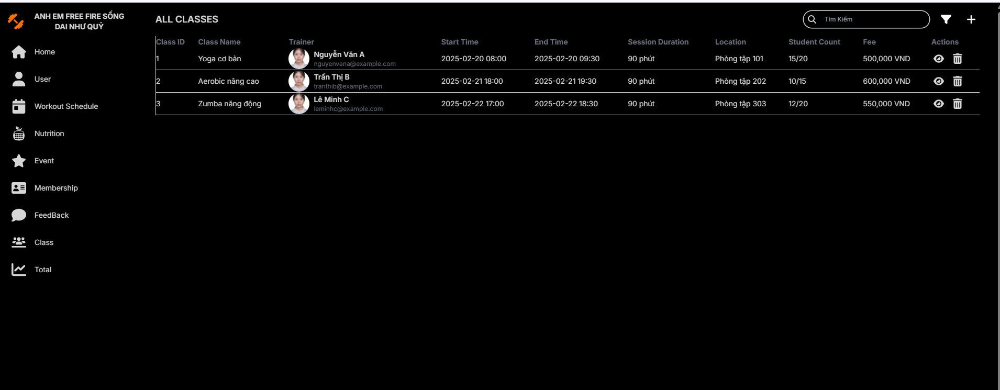 ANH EM FREE FIRE SỐNG
DAI NHƯ QUỶ
Home
User
Workout Schedule
Nutrition
Event
Membership
FeedBack
Class
Total
ALL CLASSES
Tìm Kiếm
Class ID Class Name Trainer Start Time End Time Session Duration Location Student Count Fee Actions
1 Yoga cơ bản Nguyễn Văn A 2025-02-20 08:00 2025-02-20 09:30 90 phút Phòng tập 101 15/20 500,000 VND
nguyenvana@example.com
2 Aerobic nâng cao Trần Thị B 2025-02-21 18:00 2025-02-21 19:30 90 phút Phòng tập 202 10/15 600,000 VND
tranthib@example.com
3 Zumba năng động Lê Minh C 2025-02-22 17:00 2025-02-22 18:30 90 phút Phòng tập 303 12/20 550,000 VND
leminhc@example.com